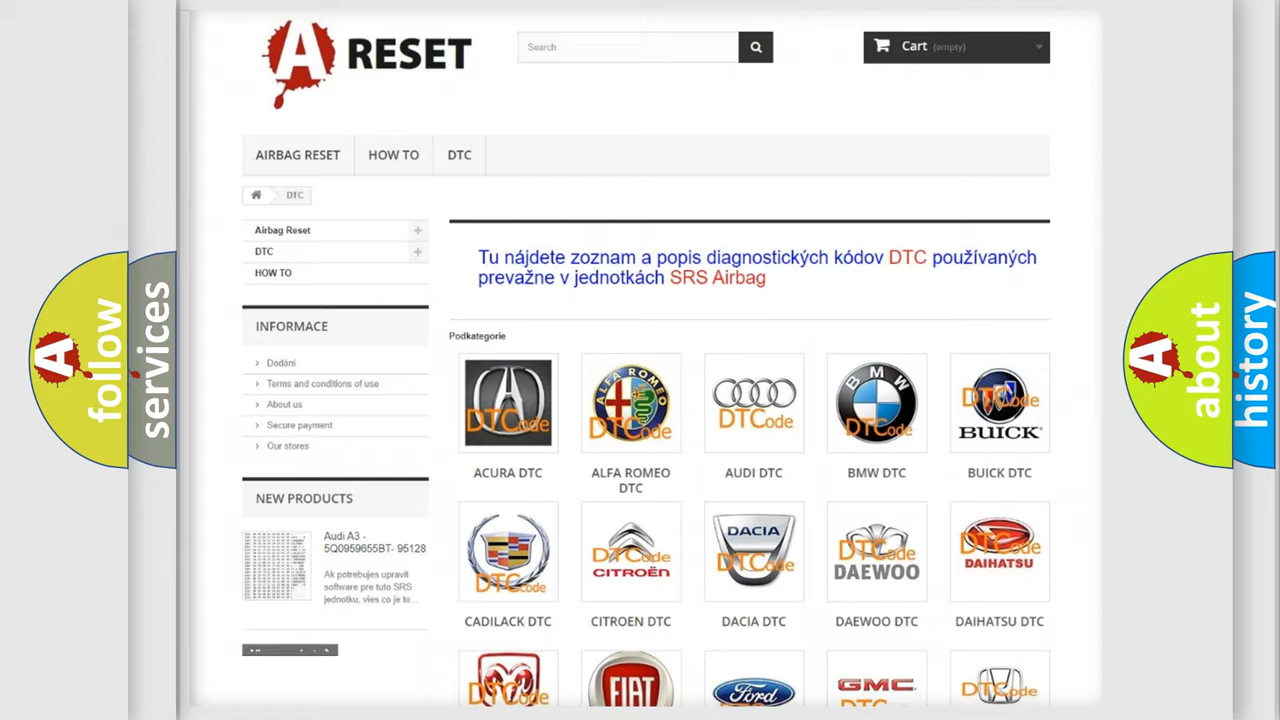 A RESET
Search
Cart (empty)
AIRBAG RESET
HOW TO
DTC
DTC
Airbag Reset
DTC
HOW TO
Tu nájdete zoznam a popis diagnostických kódov DTC používaných
prevažne v jednotkách SRS Airbag
INFORMACE
Dodání
Terms and conditions of use
About us
Secure payment
Our stores
NEW PRODUCTS
Audi A3 -
5Q0959655BT- 95128
Ak potrebujes upravit
software pre tuto SRS
jednotku, vies co je to...
Podkategorie
DTCode
ALFA ROMEO
DTCode
DTCode
BMW
DTCode
DTCode
BUICK
ACURA DTC
ALFA ROMEO
DTC
AUDI DTC
BMW DTC
BUICK DTC
DTCode
DTCode
CITROËN
DACIA
DTCode
DTCode
DAEWOO
DTCode
DAIHATSU
CADILACK DTC
CITROEN DTC
DACIA DTC
DAEWOO DTC
DAIHATSU DTC
DTCode
FIAT
Ford
GMC
DTCode
A follow
services
A about
history